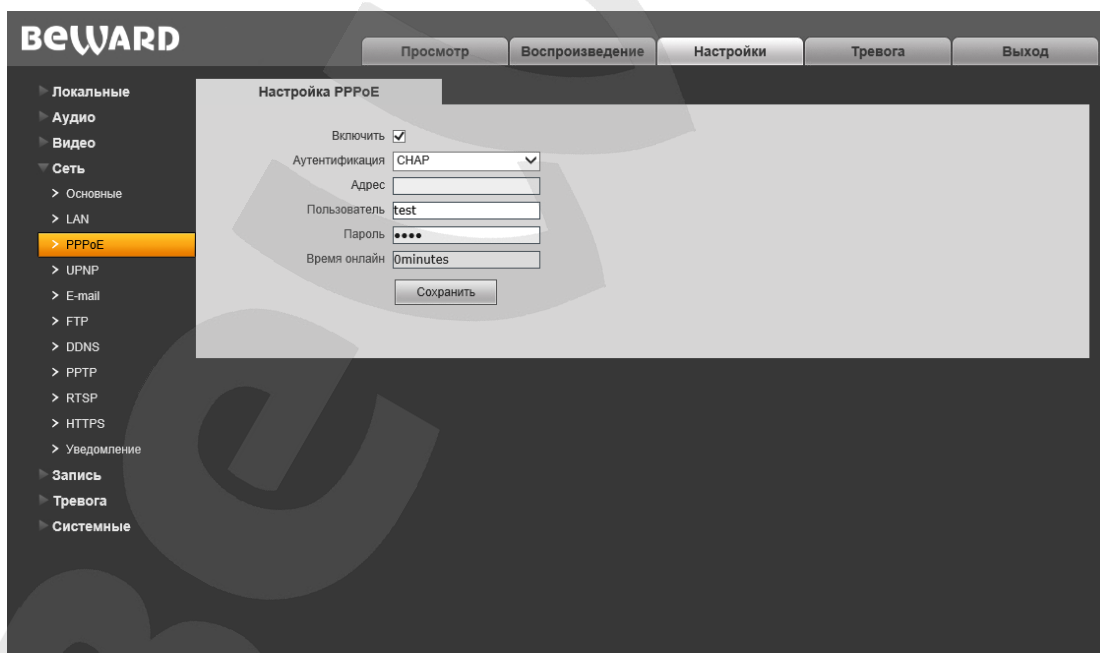 BEWARD
Просмотр Воспроизведение Настройки Тревога Выход
Локальные
Аудио
Видео
Сеть
Основные
LAN
PPPoE
UPNP
E-mail
FTP
DDNS
PPTP
RTSP
HTTPS
Уведомление
Запись
Тревога
Системные
Настройка PPPoE
Включить
Аутентификация CHAP
Адрес
Пользователь test
Пароль ••••
Время онлайн 0minutes
Сохранить